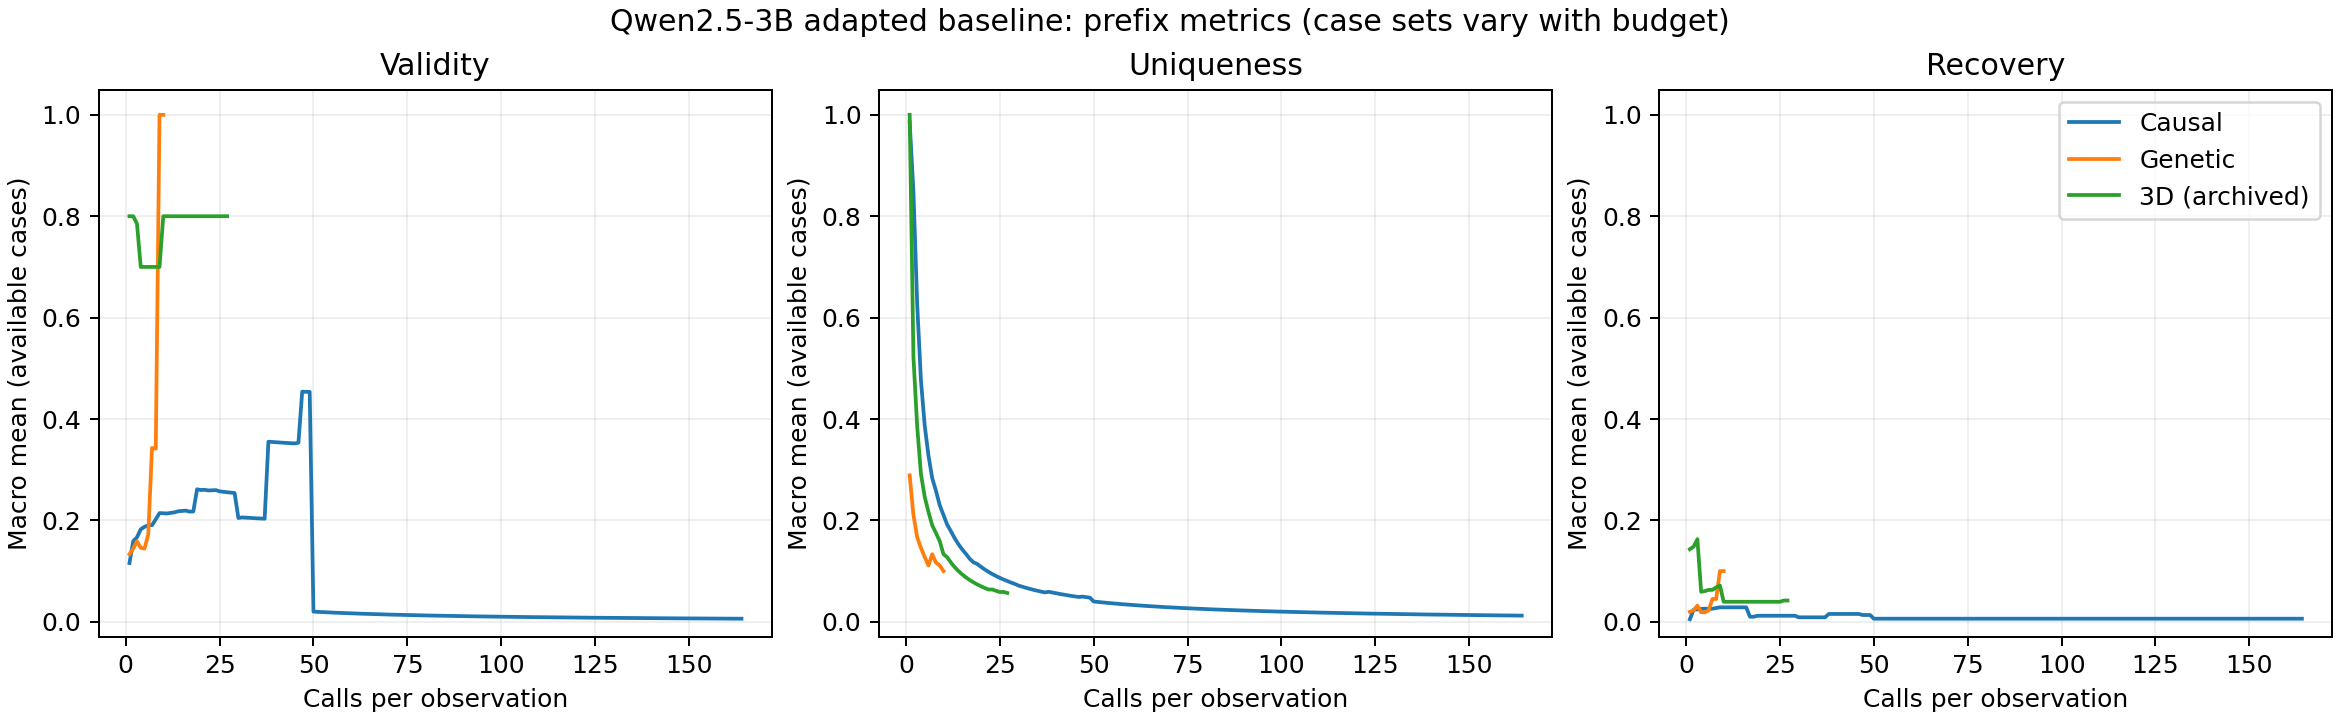 Qwen2.5-3B adapted baseline: prefix metrics (case sets vary with budget)
Validity
Macro mean (available cases)
1.0
0.8
0.6
0.4
0.2
0.0
0 25 50 75 100 125 150
Calls per observation
Uniqueness
Macro mean (available cases)
1.0
0.8
0.6
0.4
0.2
0.0
0 25 50 75 100 125 150
Calls per observation
Recovery
Macro mean (available cases)
1.0
0.8
0.6
0.4
0.2
0.0
0 25 50 75 100 125 150
Calls per observation
Causal
Genetic
3D (archived)